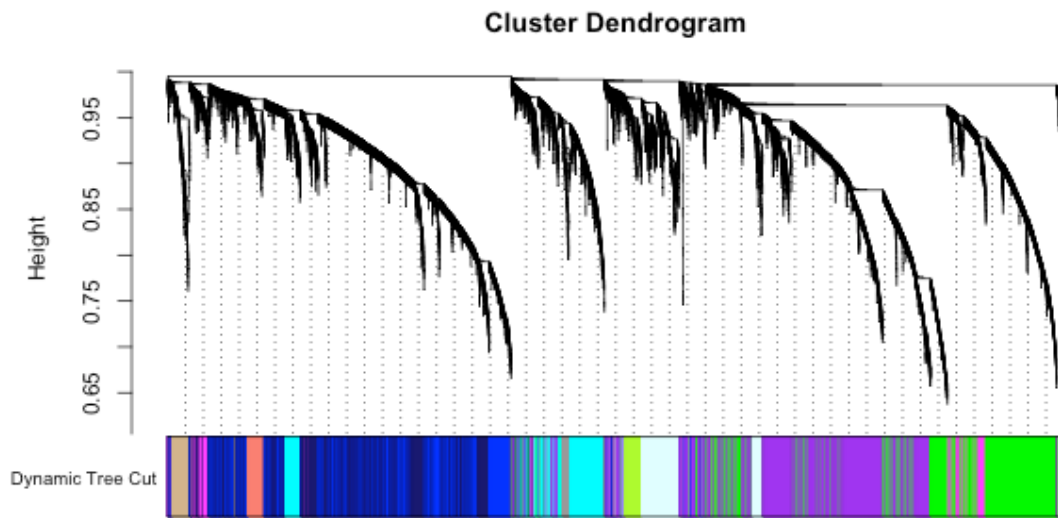 Cluster Dendrogram
Height
0.95
0.85
0.75
0.65
Dynamic Tree Cut